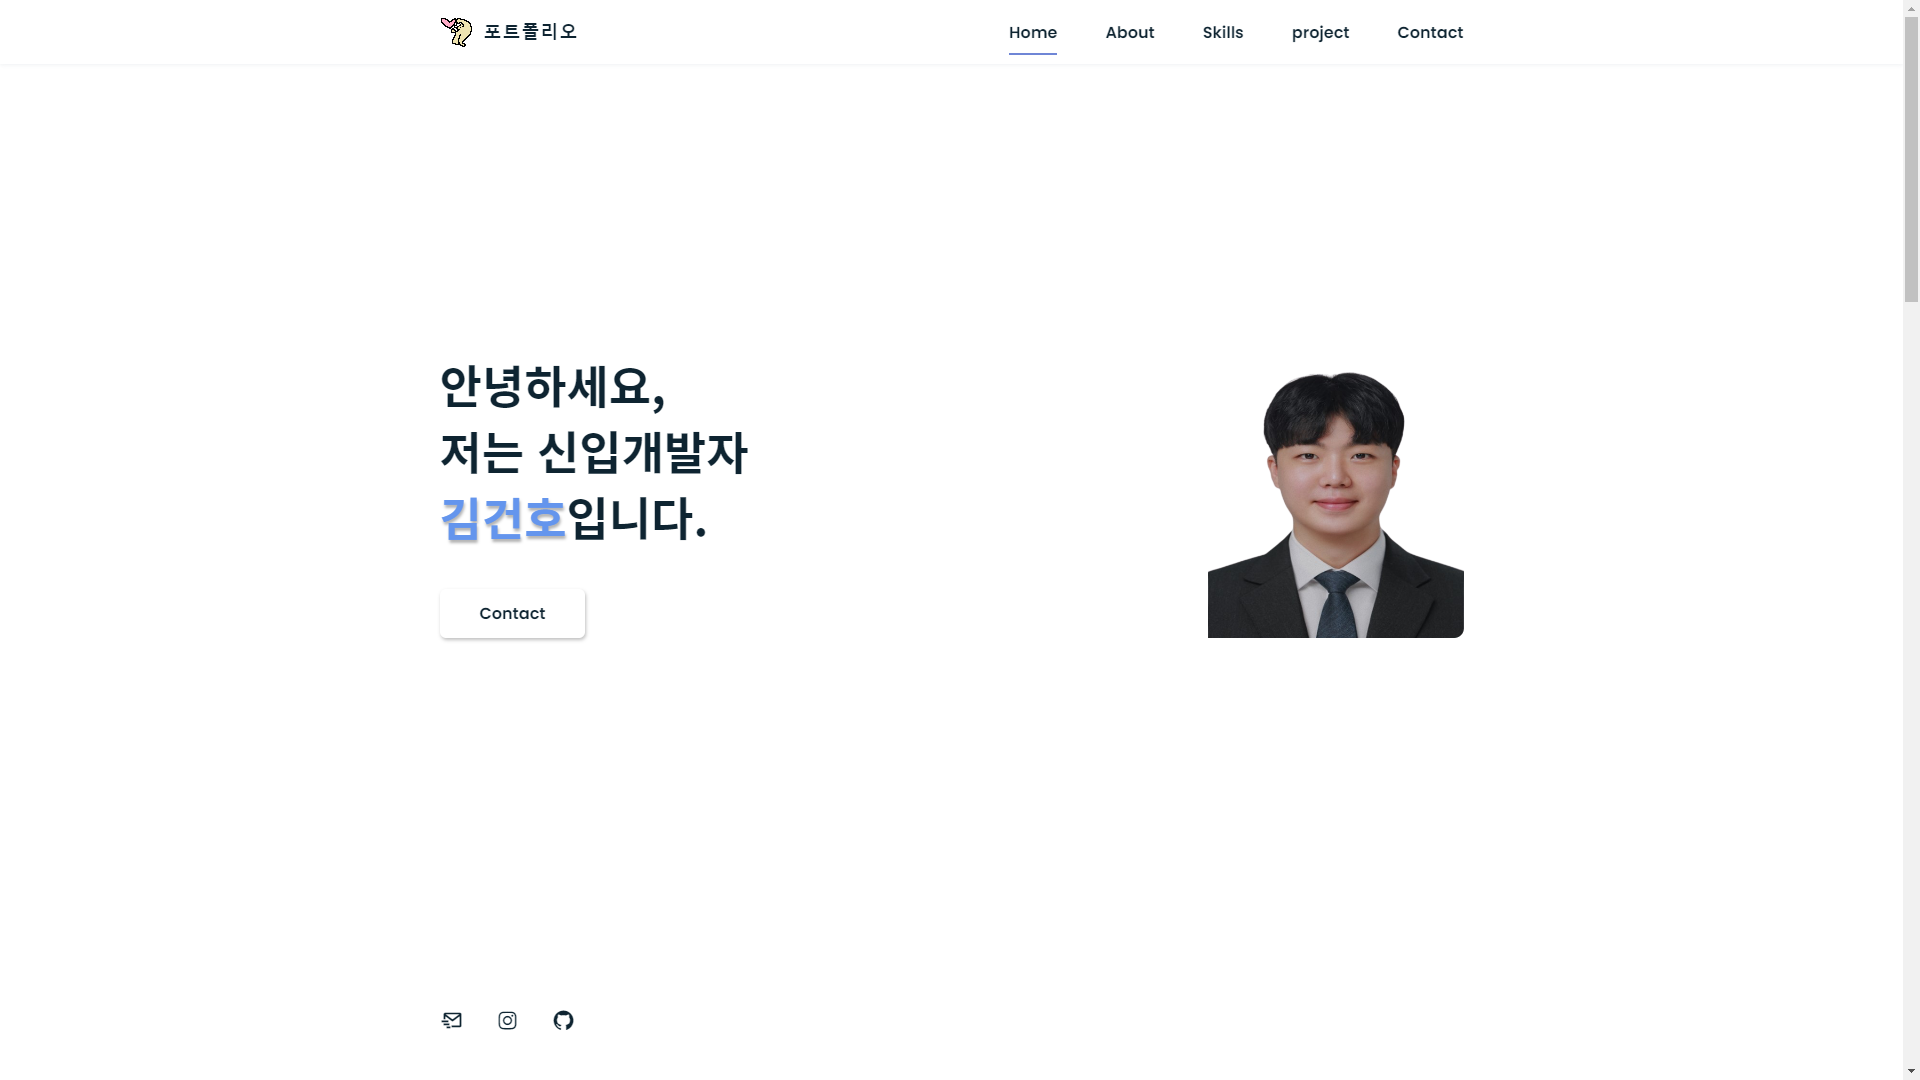 포트폴리오
Home
About
Skills
project
Contact
안녕하세요,
저는 신입개발자
김건호입니다.
Contact